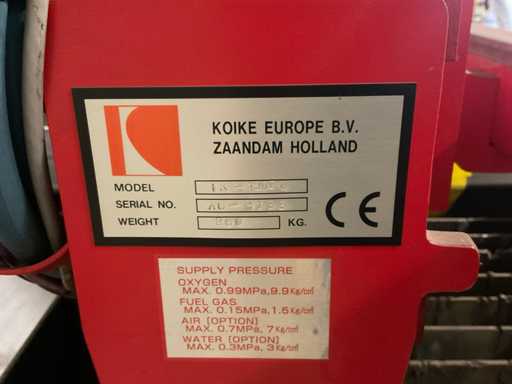 KOIKE EUROPE B.V.
ZAANDAM HOLLAND
MODEL
SERIAL NO.
WEIGHT KG.
CE
SUPPLY PRESSURE
OXYGEN
MAX. 0.99MPa, 9.9Kg/cm²
FUEL GAS
MAX. 0.15MPa, 1.5Kg/cm²
AIR [OPTION]
MAX. 0.7MPa, 7Kg/cm²
WATER [OPTION]
MAX. 0.3MPa, 3Kg/cm²